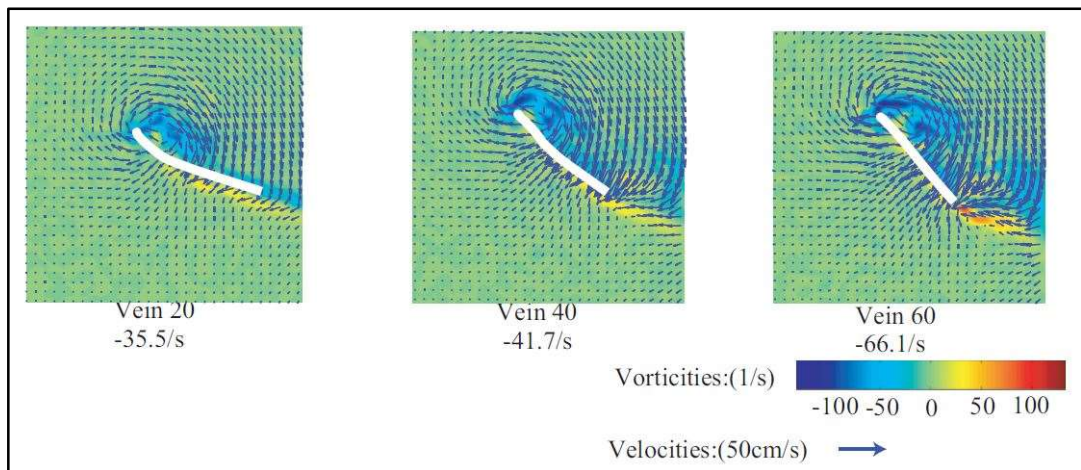 Vein 20
-35.5/s
Vein 40
-41.7/s
Vein 60
-66.1/s
Vorticities:(1/s)
-100 -50 0 50 100
Velocities:(50cm/s)